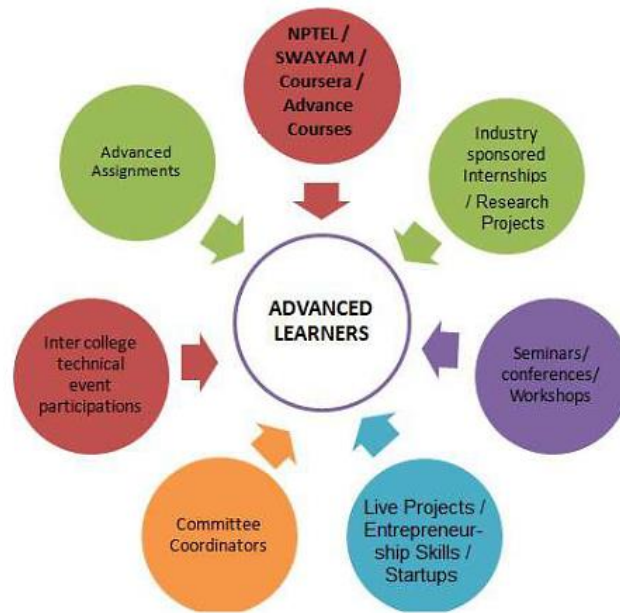 NPTEL /
SWAYAM /
Coursera /
Advance
Courses
Industry
sponsored
Internships
/ Research
Projects
Seminars/
conferences/
Workshops
Live Projects /
Entrepreneur-
ship Skills /
Startups
Committee
Coordinators
Inter college
technical
event
participations
Advanced
Assignments
ADVANCED
LEARNERS